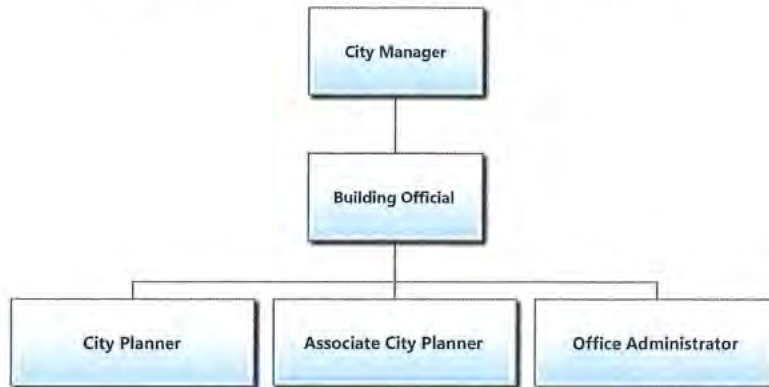 City Manager
Building Official
City Planner
Associate City Planner
Office Administrator